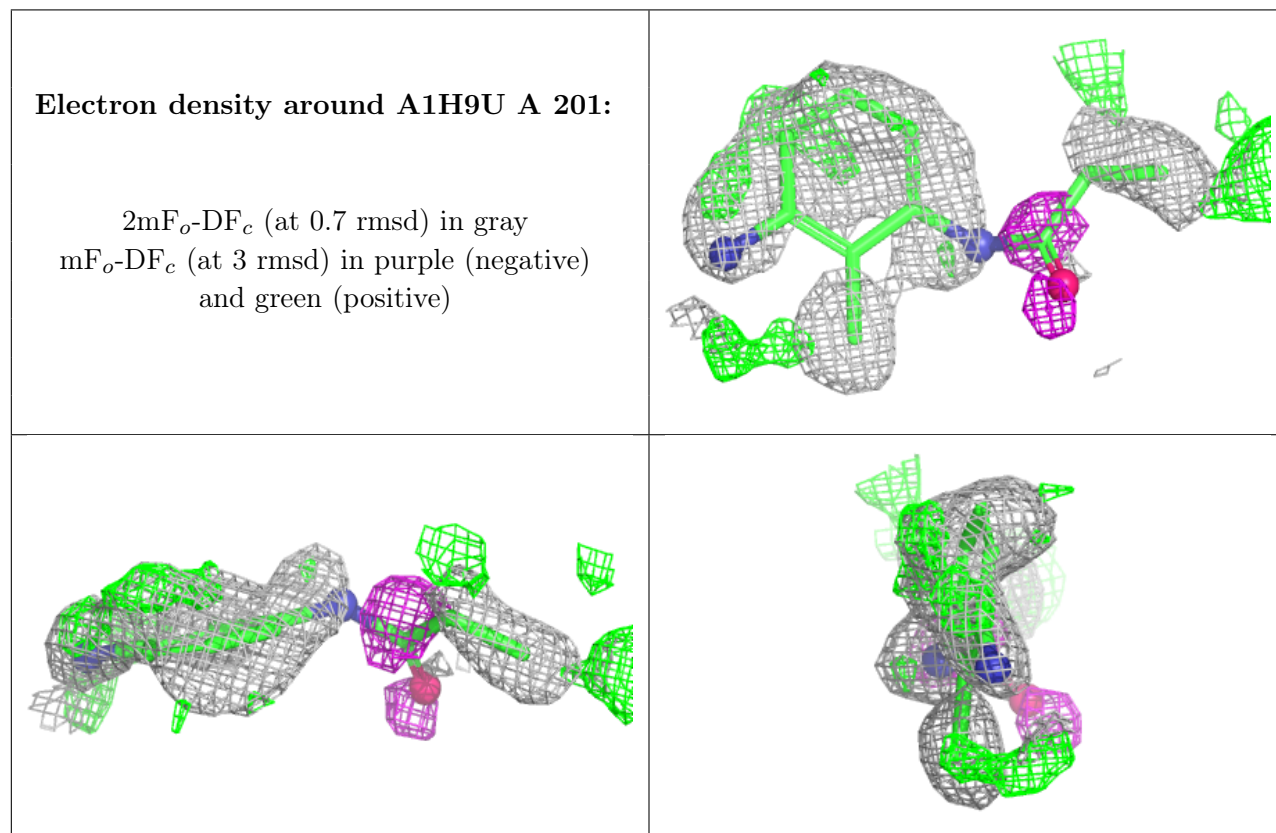 Electron density around A1H9U A 201:
2mFo-DFc (at 0.7 rmsd) in gray
mFo-DFc (at 3 rmsd) in purple (negative)
and green (positive)